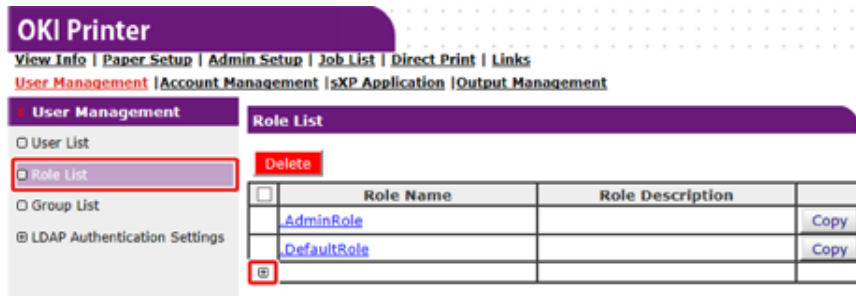 OKI Printer
View Info | Paper Setup | Admin Setup | Job List | Direct Print | Links
User Management |Account Management |sXP Application |Output Management
User Management
User List
Role List
Group List
LDAP Authentication Settings
Role List
Delete
Role Name Role Description
.AdminRole Copy
.DefaultRole Copy